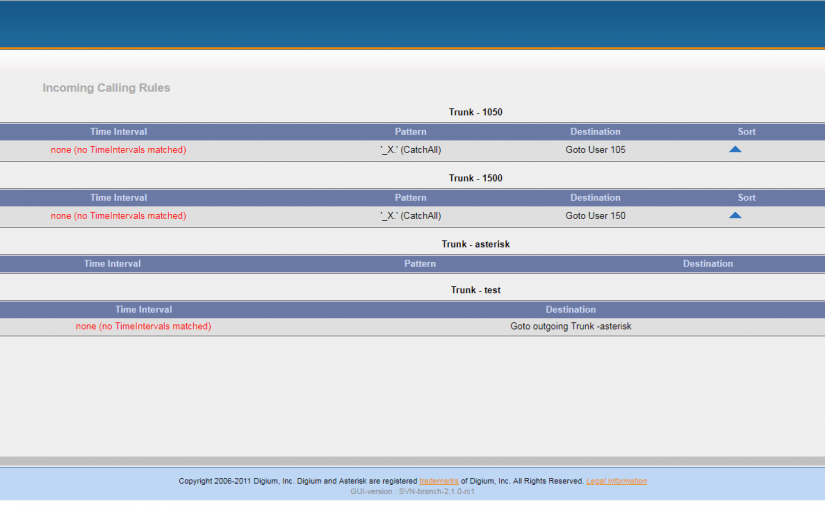 Incoming Calling Rules
Trunk - 1050
Time Interval Pattern Destination Sort
none (no TimeIntervals matched) '_X.' (CatchAll) Goto User 105
Trunk - 1500
Time Interval Pattern Destination Sort
none (no TimeIntervals matched) '_X.' (CatchAll) Goto User 150
Trunk - asterisk
Time Interval Pattern Destination
Trunk - test
Time Interval Destination
none (no TimeIntervals matched) Goto outgoing Trunk -asterisk
Copyright 2006-2011 Digium, Inc. Digium and Asterisk are registered trademarks of Digium, Inc. All Rights Reserved. Legal Information
GUI-version : SVN-branch-2.1.0-rc1